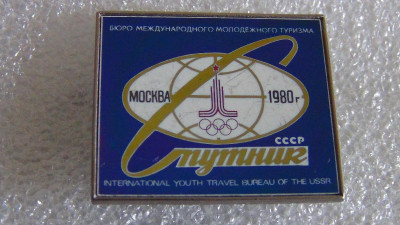 БЮРО МЕЖДУНАРОДНОГО МОЛОДЕЖНОГО ТУРИЗМА
МОСКВА 1980 г
СССР
Спутник
INTERNATIONAL YOUTH TRAVEL BUREAU OF THE USSR